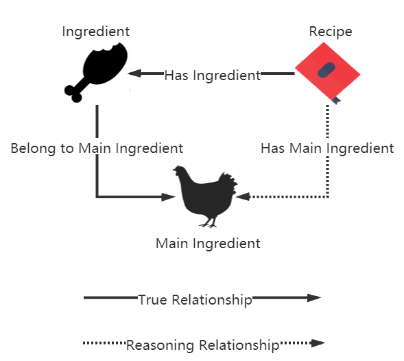 Ingredient
Recipe
Has Ingredient
Belong to Main Ingredient
Has Main Ingredient
Main Ingredient
True Relationship
Reasoning Relationship